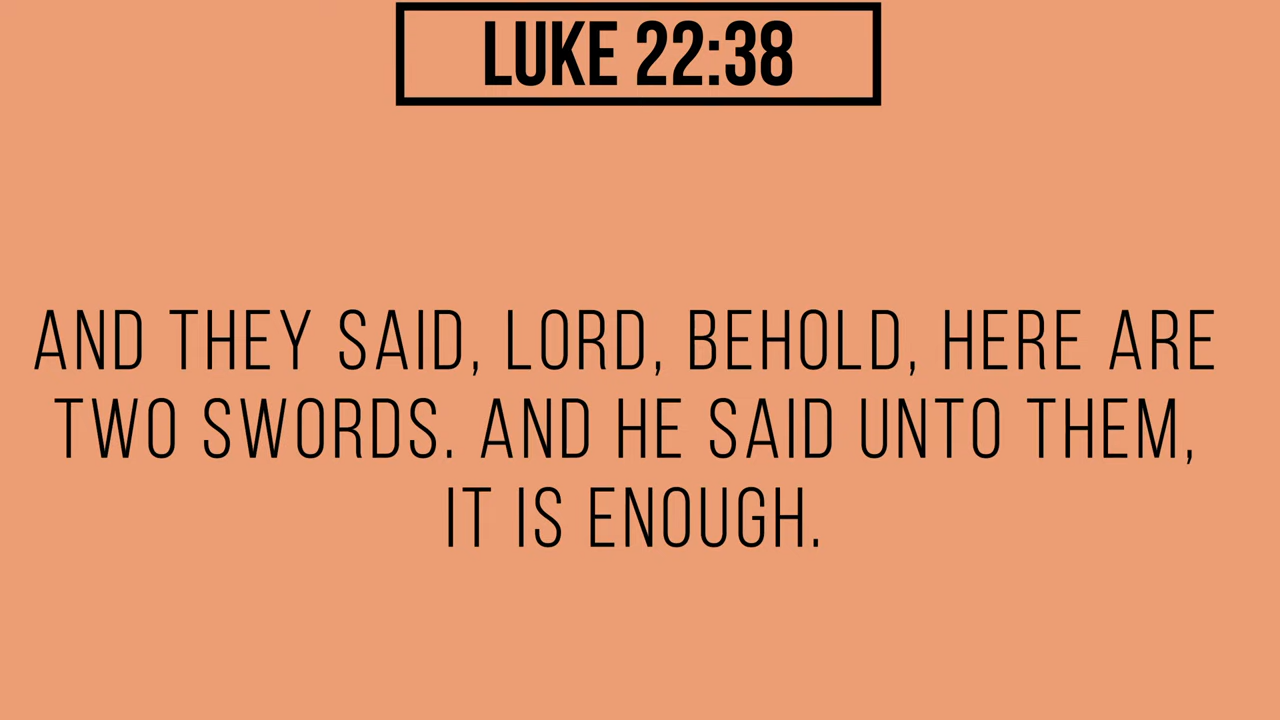 LUKE 22:38
AND THEY SAID, LORD, BEHOLD, HERE ARE
TWO SWORDS. AND HE SAID UNTO THEM,
IT IS ENOUGH.